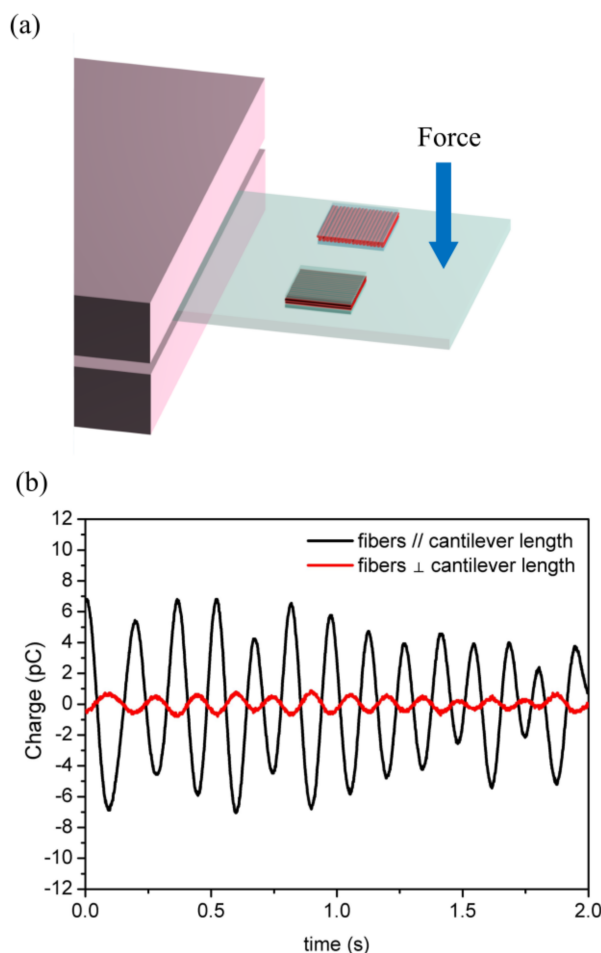 (a)
Force
(b)
12
10
8
6
4
2
0
-2
-4
-6
-8
-10
-12
Charge (pC)
fibers // cantilever length
fibers ⊥ cantilever length
0.0 0.5 1.0 1.5 2.0
time (s)